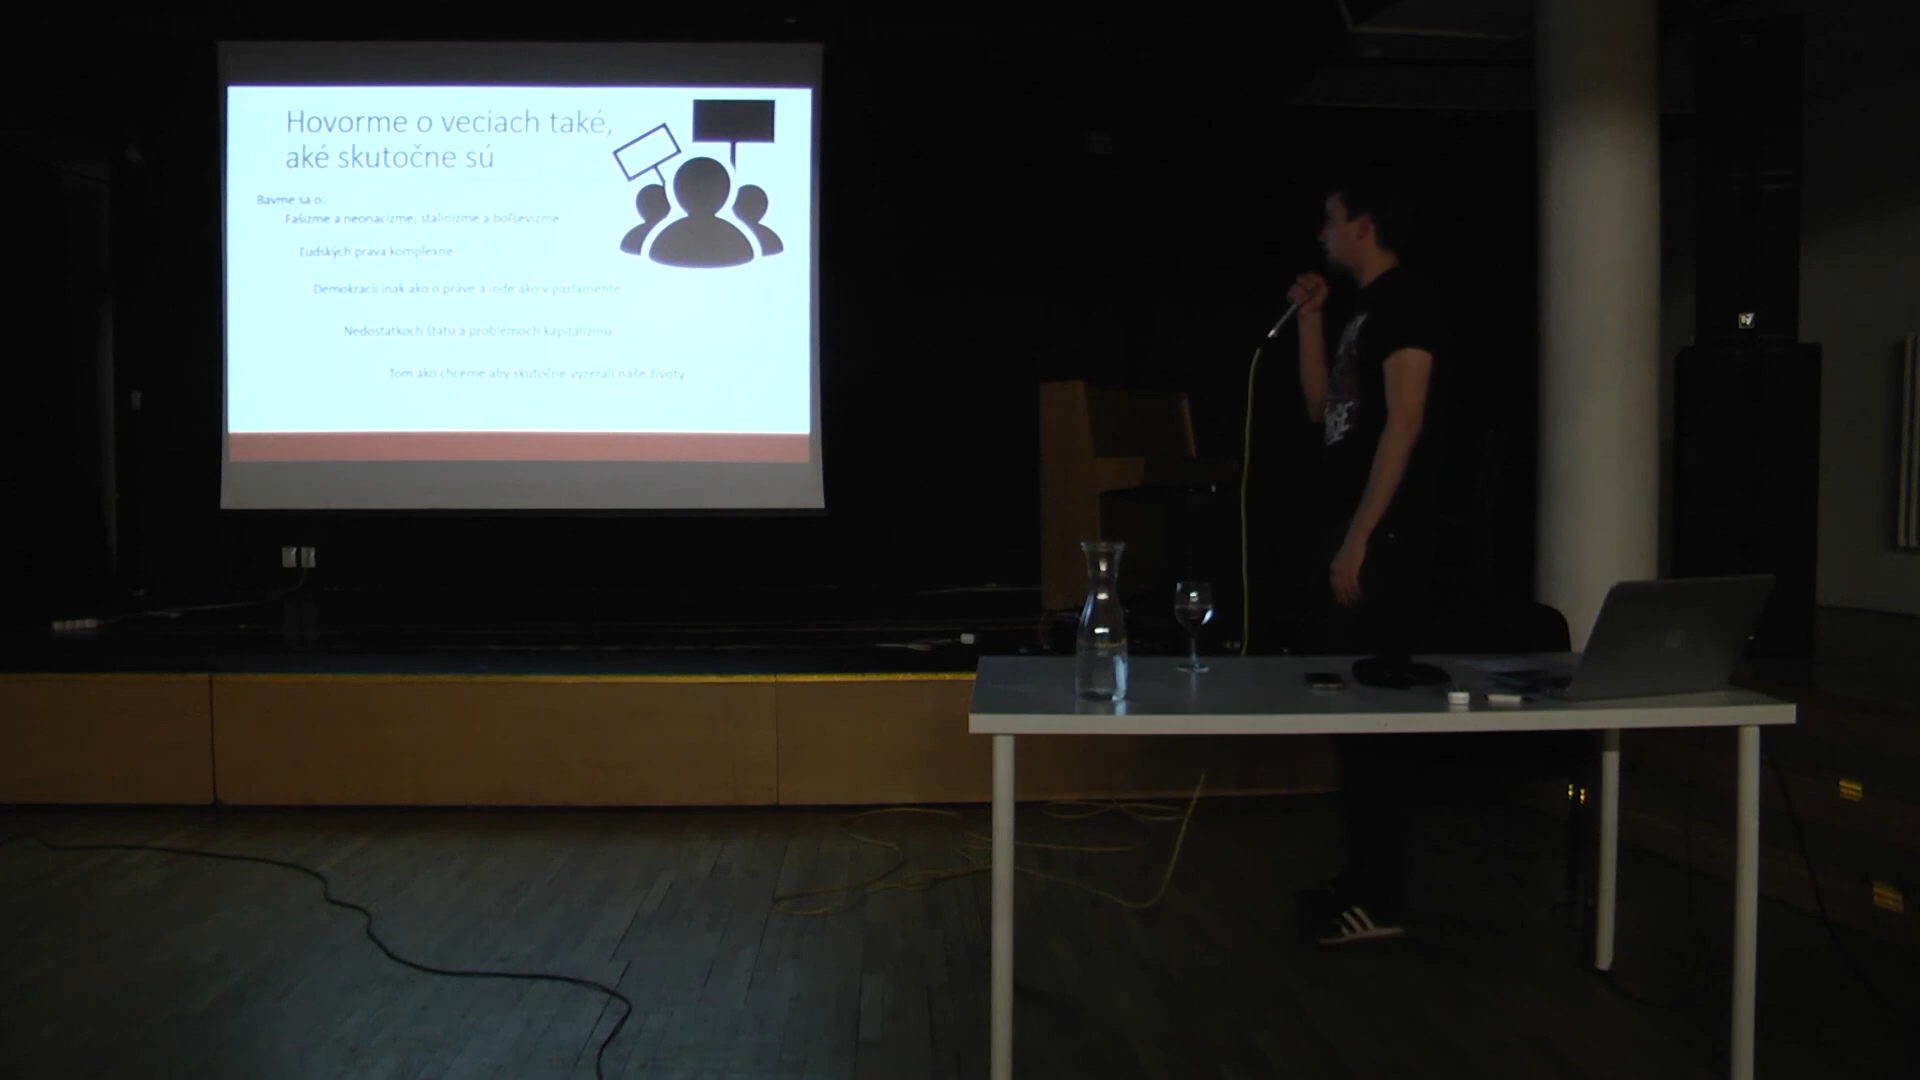 Hovorme o veciach také,
aké skutočne sú
Bavme sa o:
Fašizme a neonacizme, stalinizme a boľševizme
Ľudských práva komplexne
Demokracii inak ako o práve a inde ako v parlamente
Nedostatkoch štátu a problémoch kapitalizmu
Tom ako chceme aby skutočne vyzerali naše životy